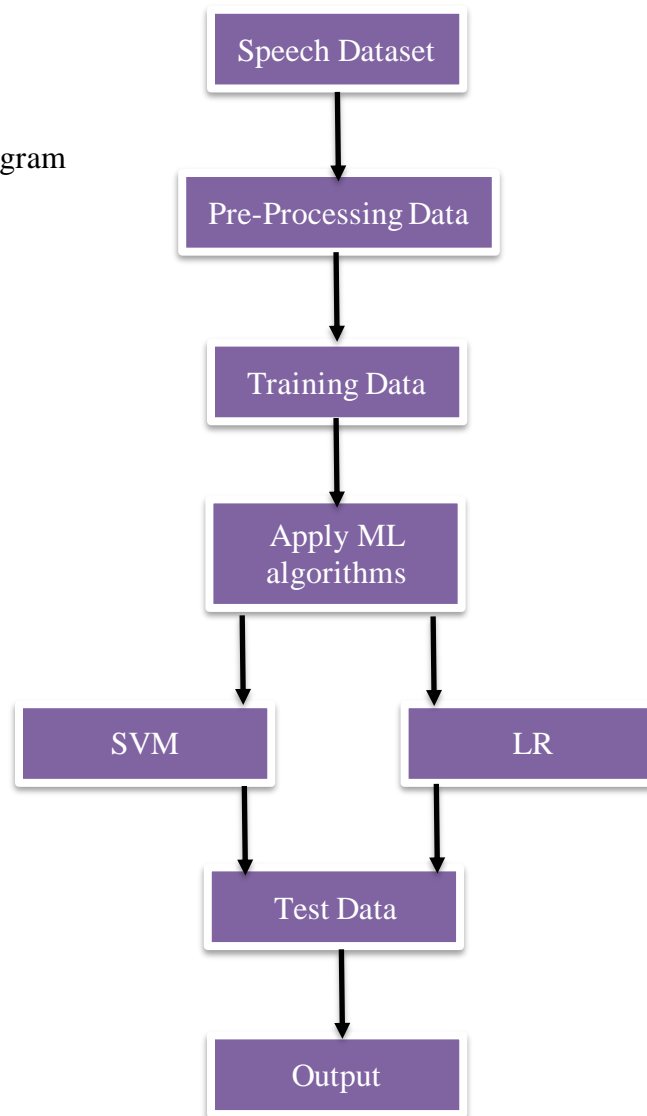 Speech Dataset
gram
Pre-Processing Data
Training Data
Apply ML
algorithms
SVM
LR
Test Data
Output